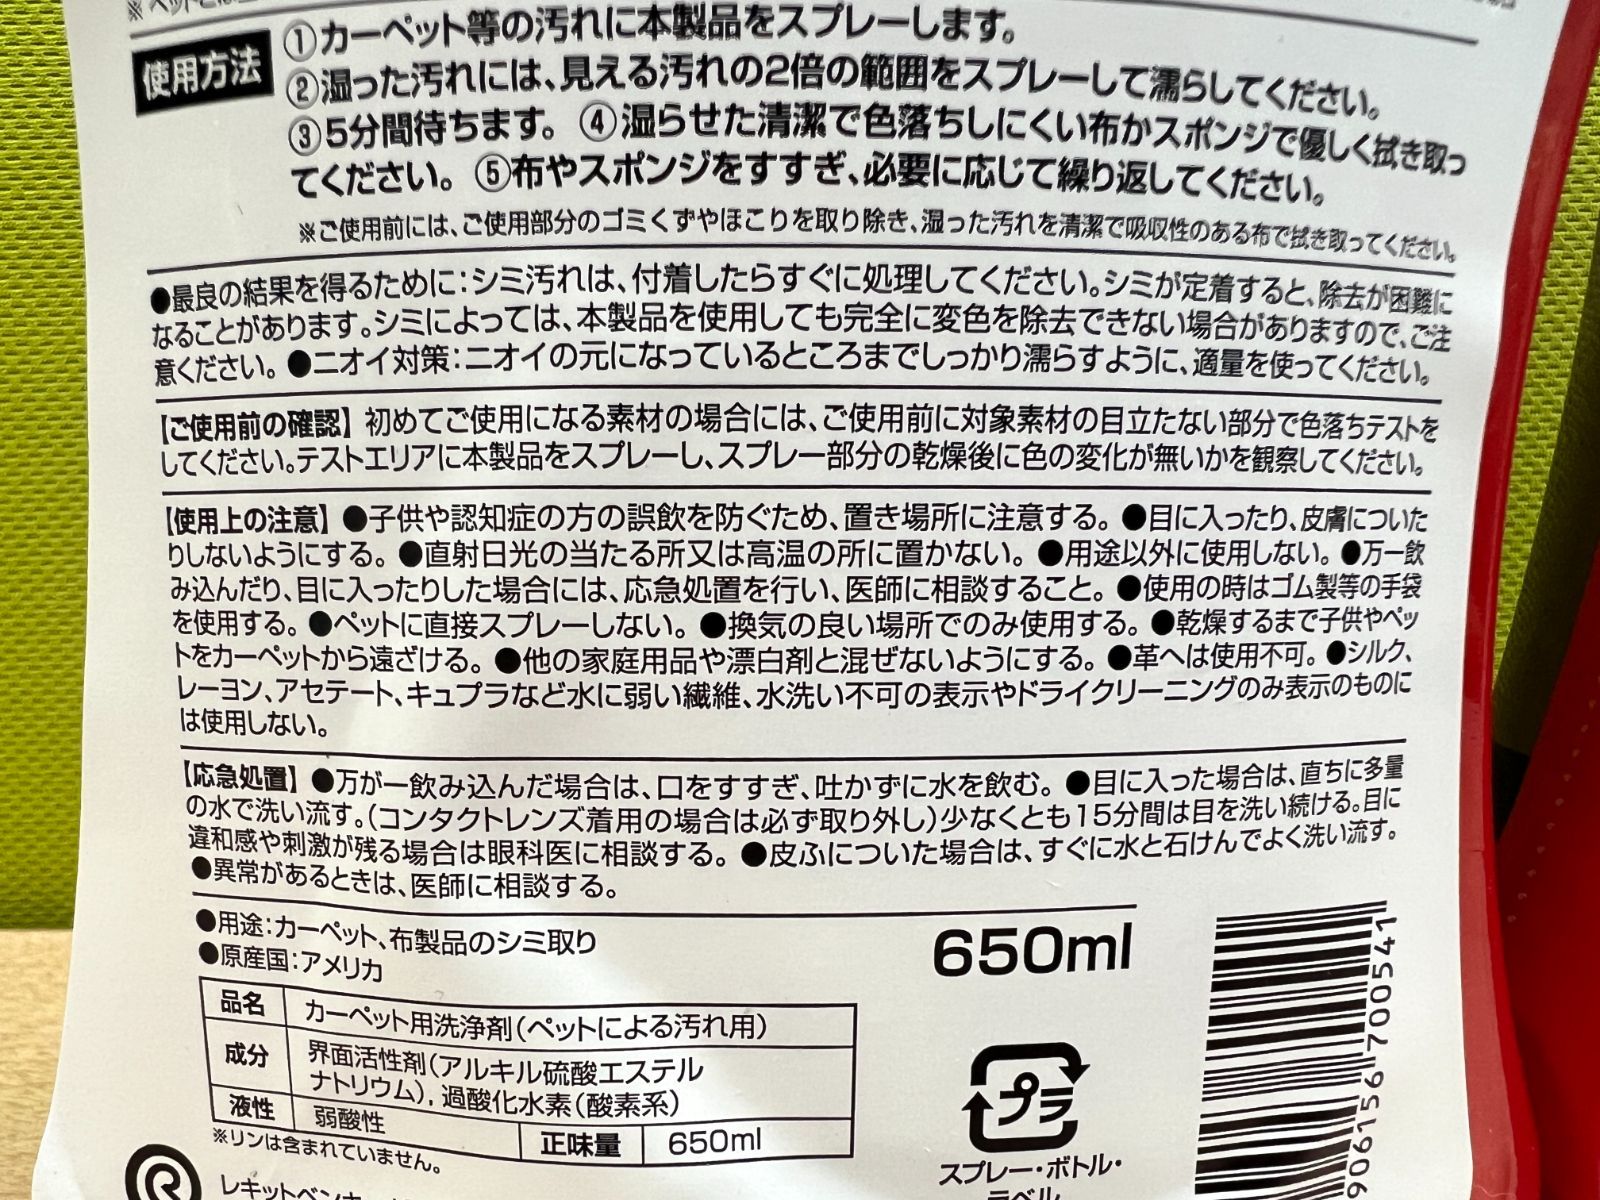 使用方法
①カーペット等の汚れに本製品をスプレーします。
②湿った汚れには、見える汚れの2倍の範囲をスプレーして濡らしてください。
③5分間待ちます。④湿らせた清潔で色落ちしにくい布かスポンジで優しく拭き取っ
てください。⑤布やスポンジをすすぎ、必要に応じて繰り返してください。
※ご使用前には、ご使用部分のゴミくずやほこりを取り除き、湿った汚れを清潔で吸収性のある布で拭き取ってください。
●最良の結果を得るために:シミ汚れは、付着したらすぐに処理してください。シミが定着すると、除去が困難に
なることがあります。シミによっては、本製品を使用しても完全に変色を除去できない場合がありますので、ご注
意ください。●ニオイ対策:ニオイの元になっているところまでしっかり濡らすように、適量を使ってください。
【ご使用前の確認】初めてご使用になる素材の場合には、ご使用前に対象素材の目立たない部分で色落ちテストを
してください。テストエリアに本製品をスプレーし、スプレー部分の乾燥後に色の変化が無いかを観察してください。
【使用上の注意】●子供や認知症の方の誤飲を防ぐため、置き場所に注意する。●目に入ったり、皮膚についた
りしないようにする。●直射日光の当たる所又は高温の所に置かない。●用途以外に使用しない。●万一飲
み込んだり、目に入ったりした場合には、応急処置を行い、医師に相談すること。●使用の時はゴム製等の手袋
を使用する。●ペットに直接スプレーしない。●換気の良い場所でのみ使用する。●乾燥するまで子供やペッ
トをカーペットから遠ざける。●他の家庭用品や漂白剤と混ぜないようにする。●革へは使用不可。●シルク、
レーヨン、アセテート、キュプラなど水に弱い繊維、水洗い不可の表示やドライクリーニングのみ表示のものに
は使用しない。
【応急処置】●万が一飲み込んだ場合は、口をすすぎ、吐かずに水を飲む。●目に入った場合は、直ちに多量
の水で洗い流す。(コンタクトレンズ着用の場合は必ず取り外し)少なくとも15分間は目を洗い続ける。目に
違和感や刺激が残る場合は眼科医に相談する。●皮ふについた場合は、すぐに水と石けんでよく洗い流す。
●異常があるときは、医師に相談する。
●用途:カーペット、布製品のシミ取り
●原産国:アメリカ
650ml
品名 カーペット用洗浄剤(ペットによる汚れ用)
成分 界面活性剤(アルキル硫酸エステル
ナトリウム)、過酸化水素(酸素系)
液性 弱酸性 正味量 650ml
※リンは含まれていません。
プラ
スプレー・ボトル・
ラベル
906156 700541